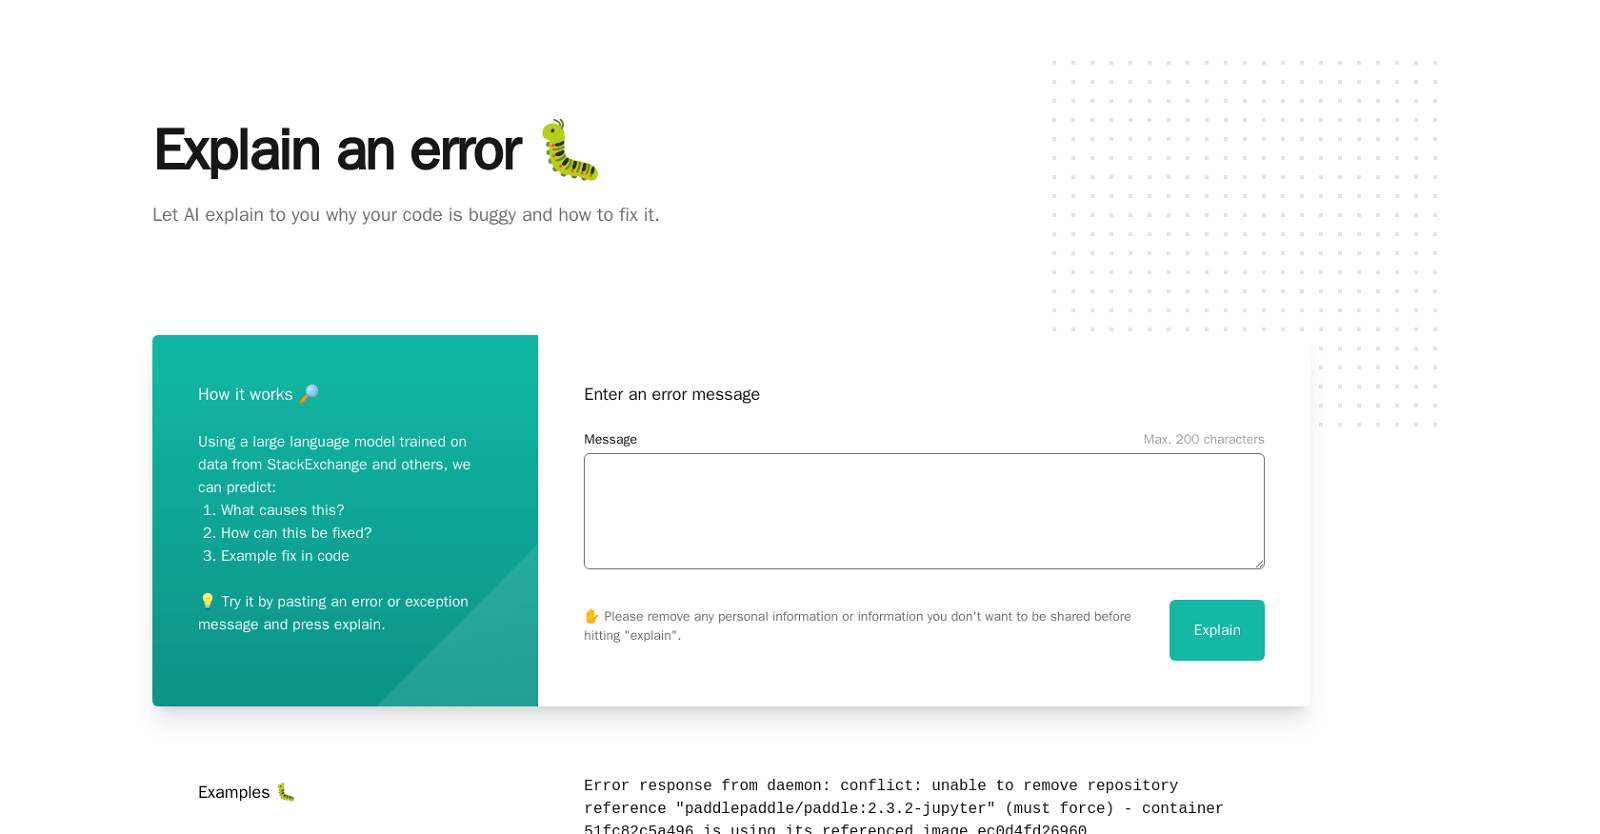 Explain an error 🐛
Let AI explain to you why your code is buggy and how to fix it.
How it works 🔎
Using a large language model trained on
data from StackExchange and others, we
can predict:
1. What causes this?
2. How can this be fixed?
3. Example fix in code
💡 Try it by pasting an error or exception
message and press explain.
Enter an error message
Message
Max. 200 characters
✋ Please remove any personal information or information you don't want to be shared before
hitting "explain".
Explain
Examples 🐛
Error response from daemon: conflict: unable to remove repository
reference "paddlepaddle/paddle:2.3.2-jupyter" (must force) - container
51fc82c5a496 is using its referenced image ec0d4fd26960